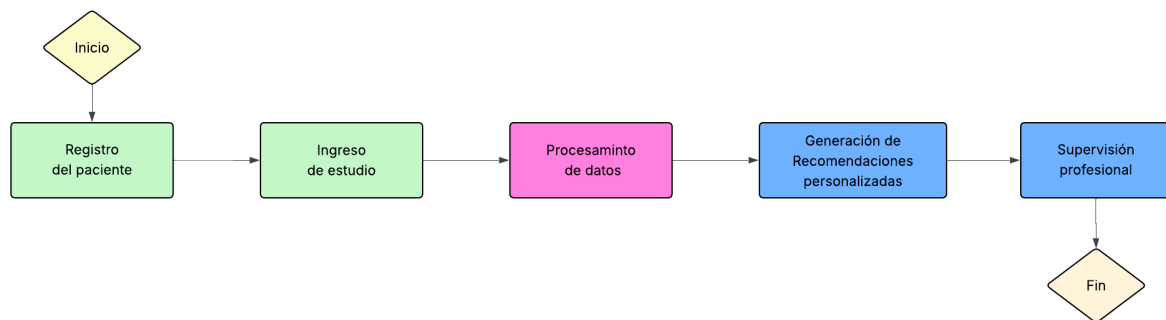 Inicio
Registro
del paciente
Ingreso
de estudio
Procesaminto
de datos
Generación de
Recomendaciones
personalizadas
Supervisión
profesional
Fin